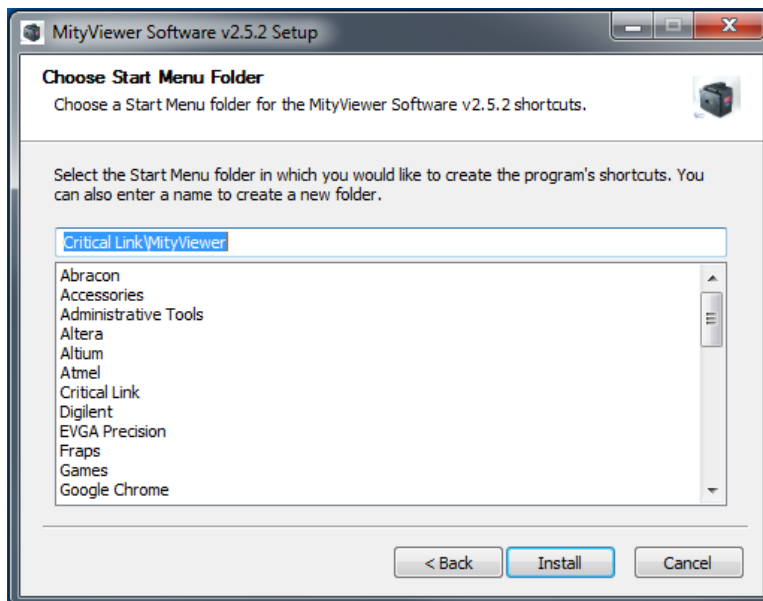 MityViewer Software v2.5.2 Setup
Choose Start Menu Folder
Choose a Start Menu folder for the MityViewer Software v2.5.2 shortcuts.
Select the Start Menu folder in which you would like to create the program's shortcuts. You
can also enter a name to create a new folder.
Critical Link\MityViewer
Abracon
Accessories
Administrative Tools
Altera
Altium
Atmel
Critical Link
Digilent
EVGA Precision
Fraps
Games
Google Chrome
< Back
Install
Cancel